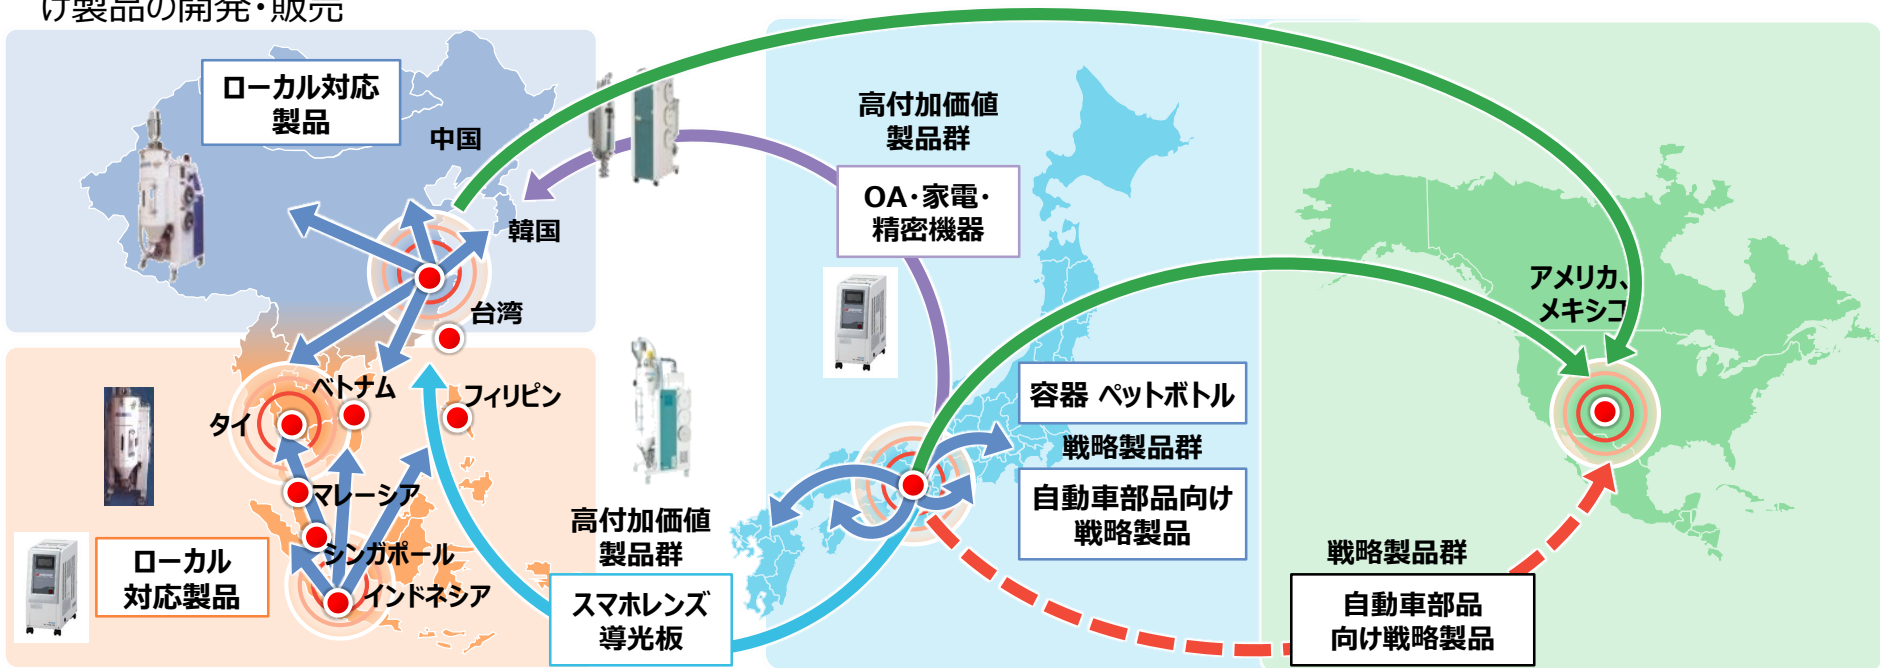 け製品の開発・販売
ローカル対応
製品
中国
韓国
台湾
高付加価値
製品群
OA・家電・
精密機器
アメリカ、
メキシコ
ベトナム
フィリピン
タイ
マレーシア
シンガポール
インドネシア
ローカル
対応製品
容器 ペットボトル
戦略製品群
自動車部品向け
戦略製品
高付加価値
製品群
スマホレンズ
導光板
戦略製品群
自動車部品
向け戦略製品